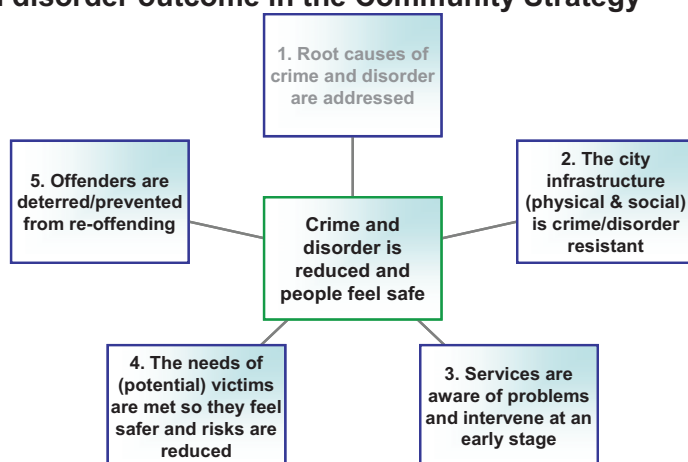 disorder outcome in the Community Strategy
1. Root causes of
crime and disorder
are addressed
5. Offenders are
deterred/prevented
from re-offending
2. The city
infrastructure
(physical & social)
is crime/disorder
resistant
Crime and
disorder is
reduced and
people feel safe
4. The needs of
(potential) victims
are met so they feel
safer and risks are
reduced
3. Services are
aware of problems
and intervene at an
early stage